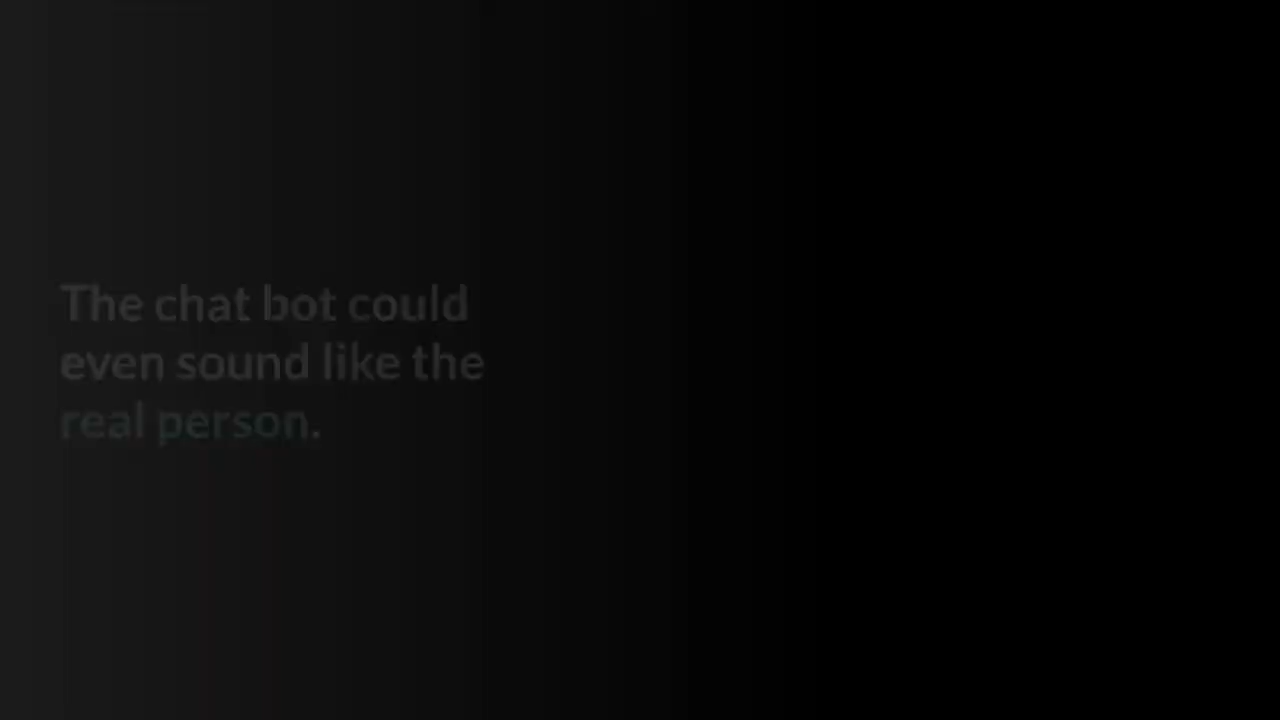 The chat bot could
even sound like the
real person.